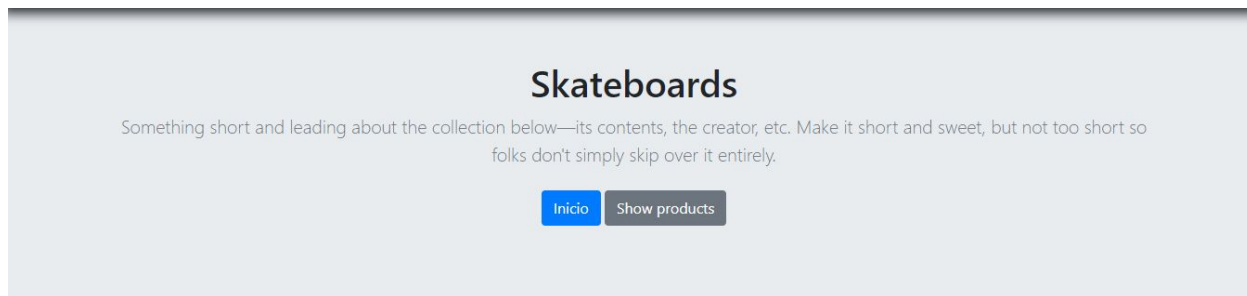 Skateboards
Something short and leading about the collection below—its contents, the creator, etc. Make it short and sweet, but not too short so
folks don't simply skip over it entirely.
Inicio Show products